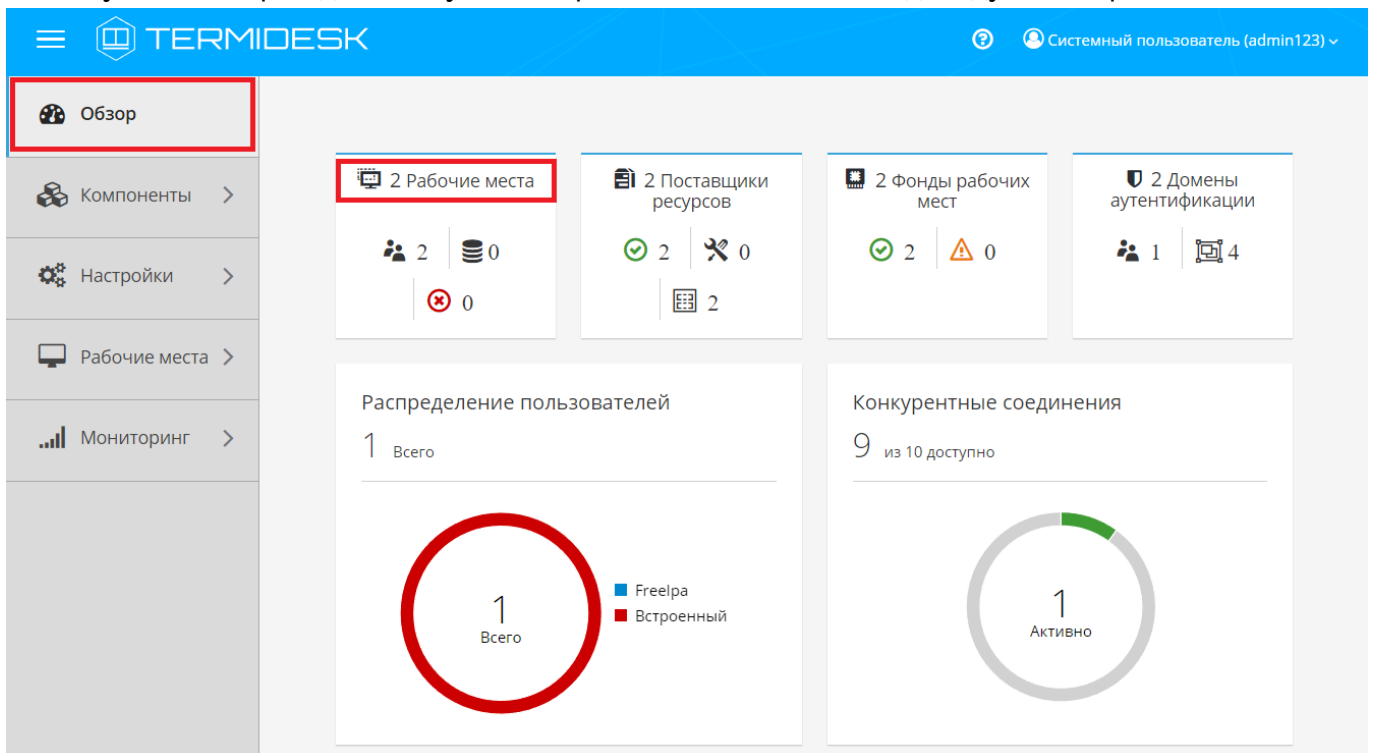 TERMIDESK
Системный пользователь (admin123)
Обзор
Компоненты
Настройки
Рабочие места
Мониторинг
2 Рабочие места
2
0
0
2 Поставщики
ресурсов
2
0
2
2 Фонды рабочих
мест
2
0
2 Домены
аутентификации
1
4
Распределение пользователей
1 Всего
1
Всего
Freelpa
Встроенный
Конкурентные соединения
9 из 10 доступно
1
Активно